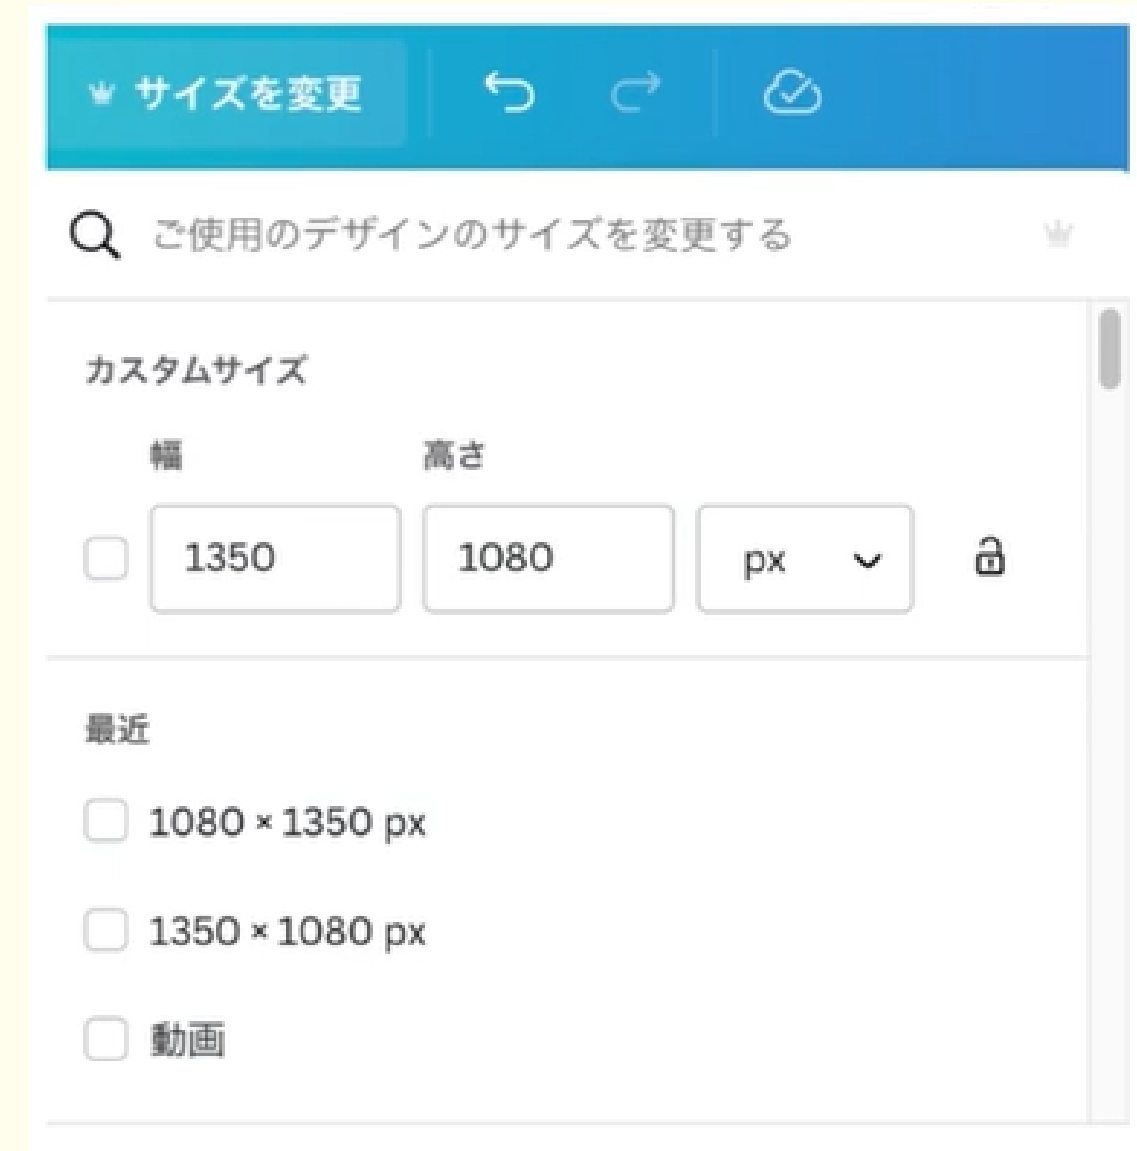 サイズを変更
ご使用のデザインのサイズを変更する
カスタムサイズ
幅 高さ
1350 1080 px
最近
1080 × 1350 px
1350 × 1080 px
動画